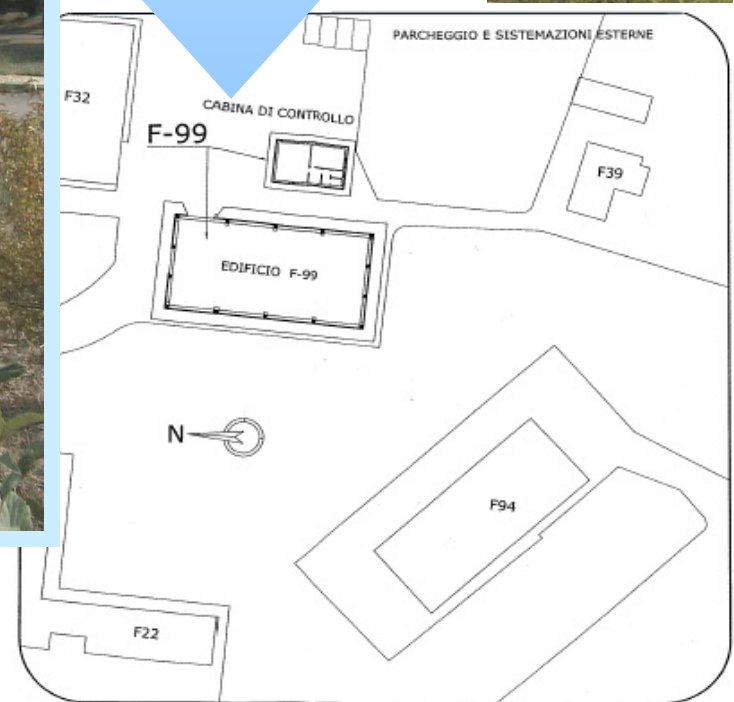 PARCHEGGIO E SISTEMAZIONI ESTERNE
F32
CABINA DI CONTROLLO
F-99
F39
EDIFICIO F-99
N
F94
F22